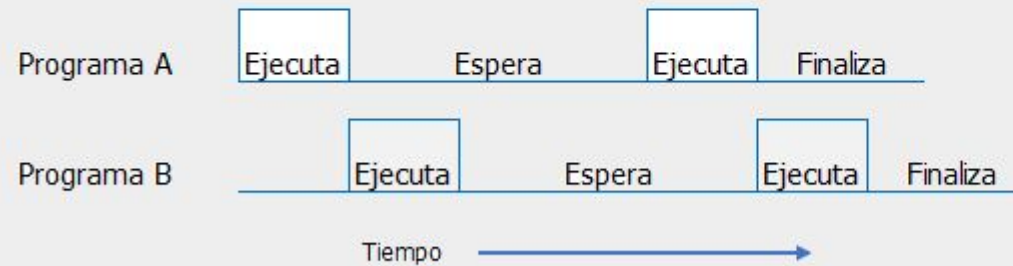 Programa A Ejecuta Espera Ejecuta Finaliza
Programa B Ejecuta Espera Ejecuta Finaliza
Tiempo